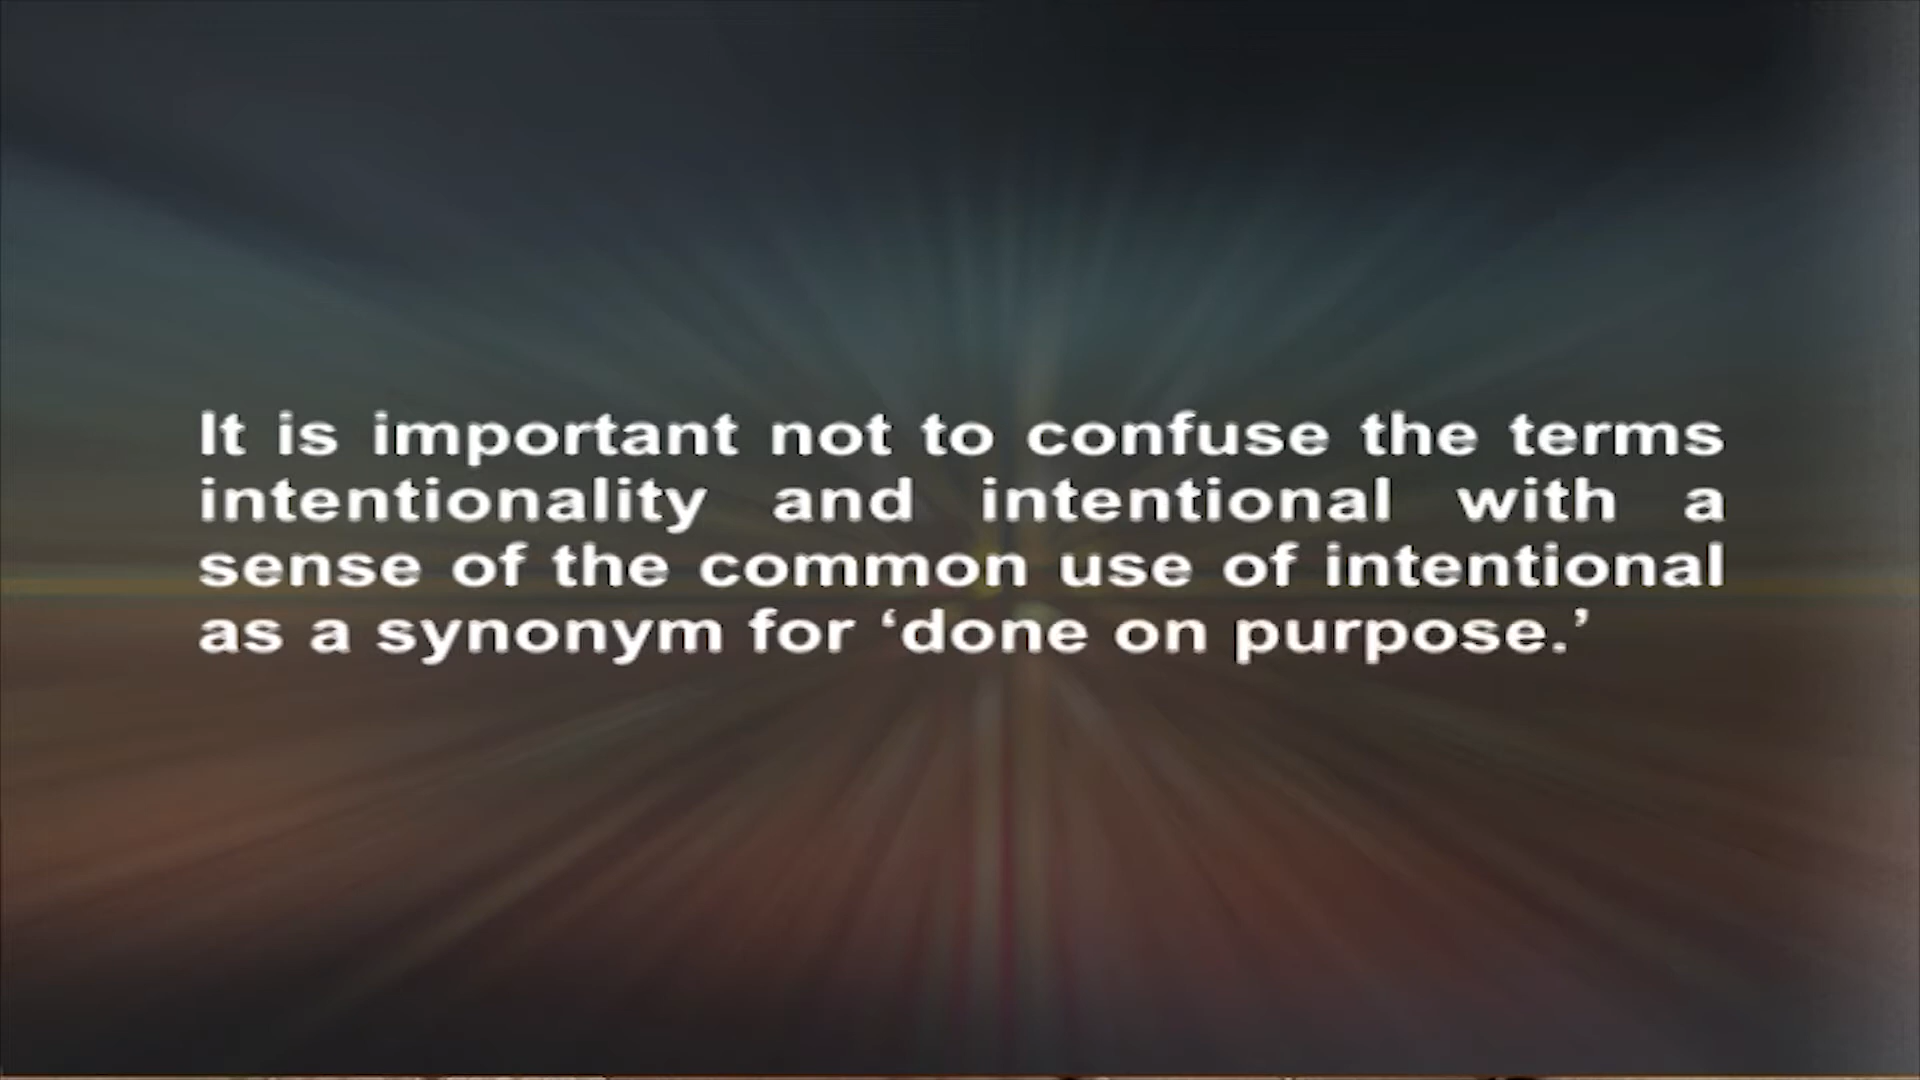 It is important not to confuse the terms
intentionality and intentional with a
sense of the common use of intentional
as a synonym for ‘done on purpose.’